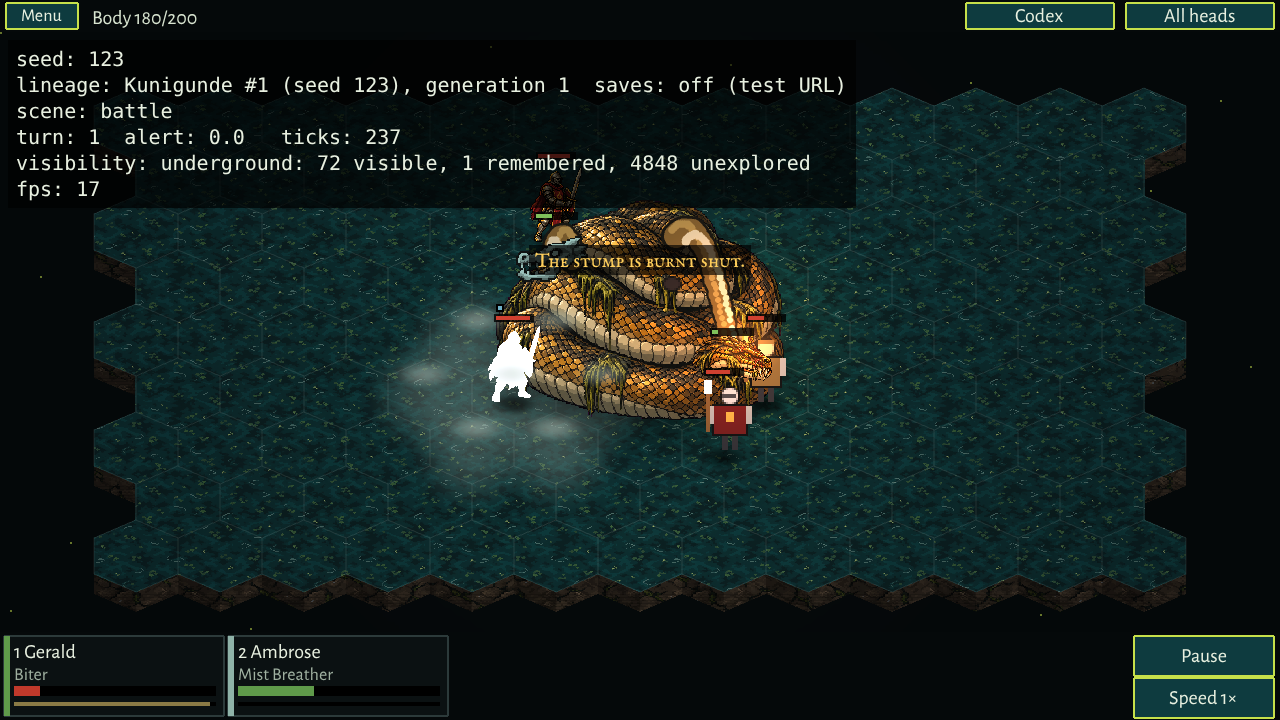 Menu
Body 180/200
Codex
All heads
seed: 123
lineage: Kunigunde #1 (seed 123), generation 1  saves: off (test URL)
scene: battle
turn: 1  alert: 0.0   ticks: 237
visibility: underground: 72 visible, 1 remembered, 4848 unexplored
fps: 17
The stump is burnt shut.
1 Gerald
Biter
2 Ambrose
Mist Breather
Pause
Speed 1×